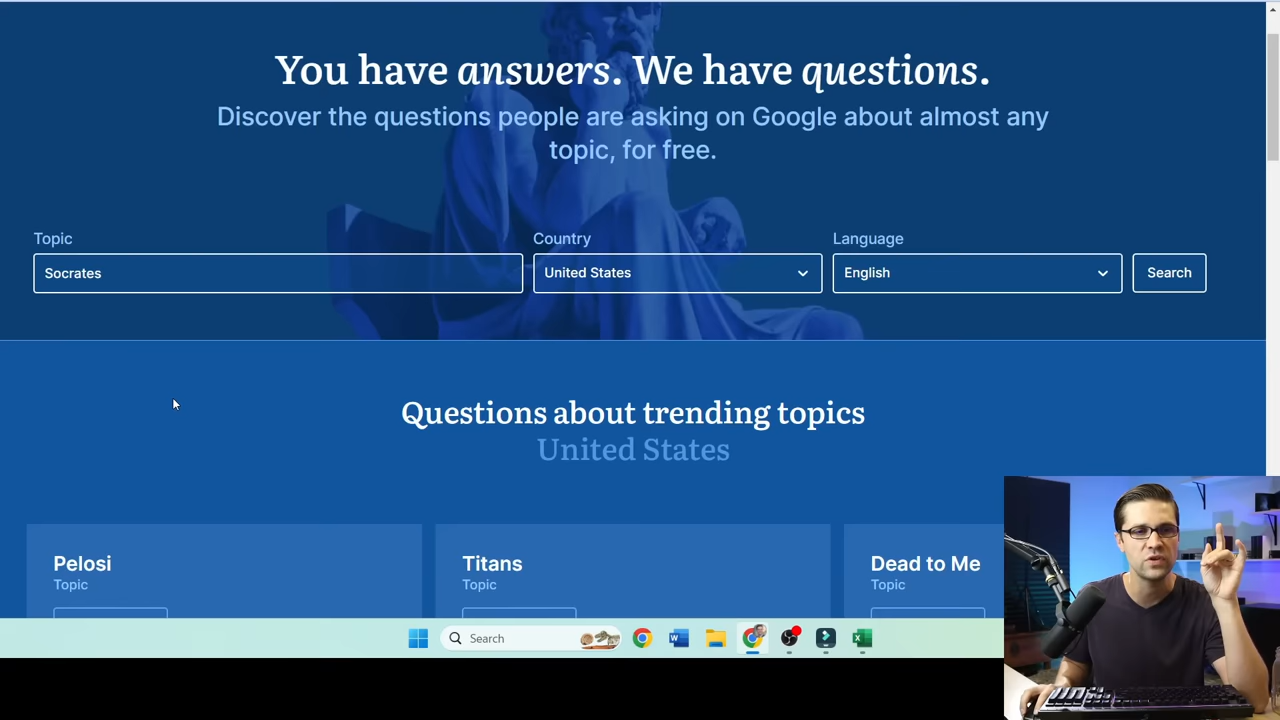 You have answers. We have questions.
Discover the questions people are asking on Google about almost any
topic, for free.
Topic
Country
Language
Socrates
United States
English
Search
Questions about trending topics
United States
Pelosi
Topic
Titans
Topic
Dead to Me
Topic
Search